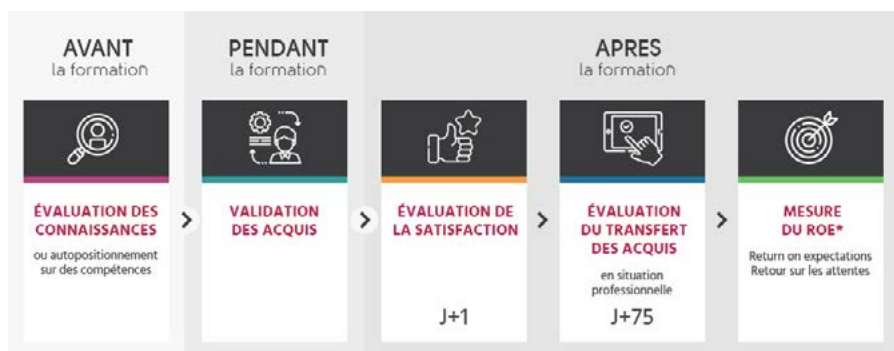 AVANT
la formation
PENDANT
la formation
APRES
la formation
ÉVALUATION DES
CONNAISSANCES
ou autopositionnement
sur des compétences
VALIDATION
DES ACQUIS
ÉVALUATION DE
LA SATISFACTION
J+1
ÉVALUATION
DU TRANSFERT
DES ACQUIS
en situation
professionnelle
J+75
MESURE
DU ROE*
Return on expectations
Retour sur les attentes